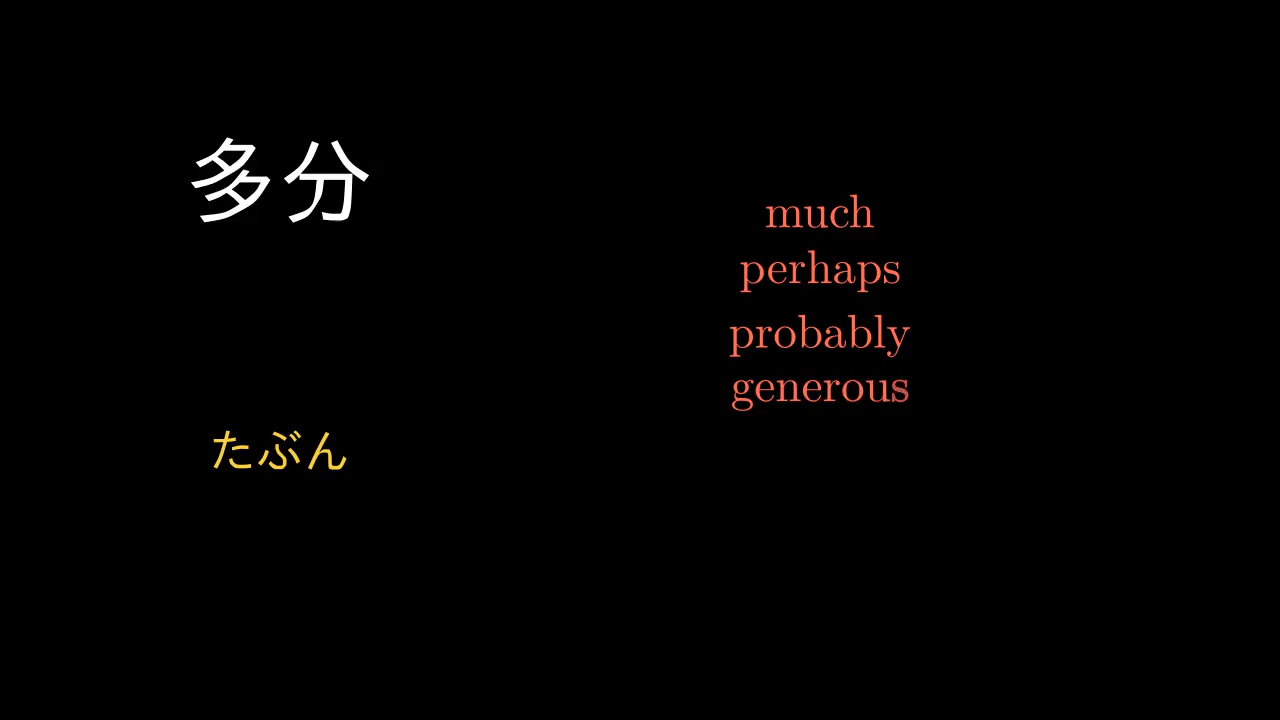 多分
たぶん
much
perhaps
probably
generous